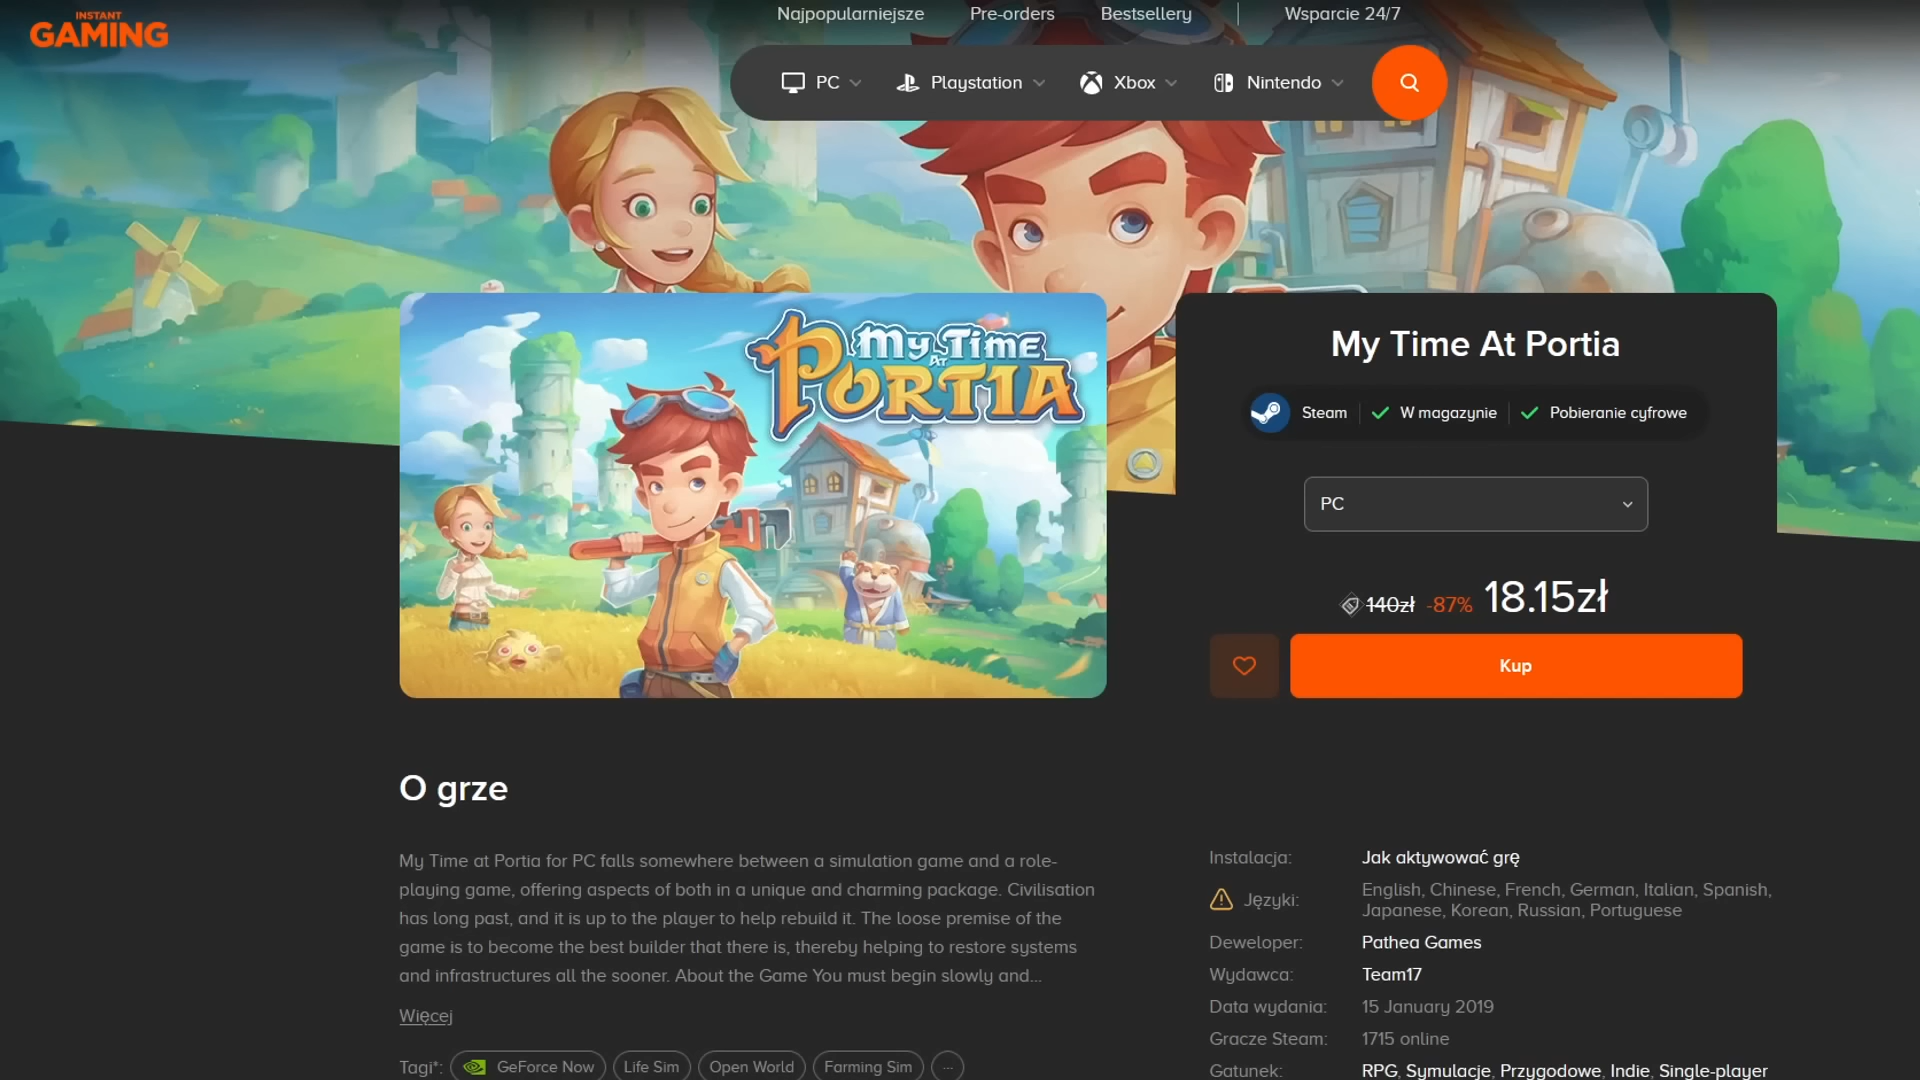 INSTANT
GAMING
Najpopularniejsze Pre-orders Bestsellery Wsparcie 24/7
PC Playstation Xbox Nintendo
My Time
AT
PORTIA
My Time At Portia
Steam W magazynie Pobieranie cyfrowe
PC
140zł -87% 18.15zł
Kup
O grze
My Time at Portia for PC falls somewhere between a simulation game and a role-
playing game, offering aspects of both in a unique and charming package. Civilisation
has long past, and it is up to the player to help rebuild it. The loose premise of the
game is to become the best builder that there is, thereby helping to restore systems
and infrastructures all the sooner. About the Game You must begin slowly and...
Więcej
Tagi*: GeForce Now Life Sim Open World Farming Sim ...
Instalacja: Jak aktywować grę
Języki: English, Chinese, French, German, Italian, Spanish,
Japanese, Korean, Russian, Portuguese
Deweloper: Pathea Games
Wydawca: Team17
Data wydania: 15 January 2019
Gracze Steam: 1715 online
Gatunek: RPG, Symulacje, Przygodowe, Indie, Single-player